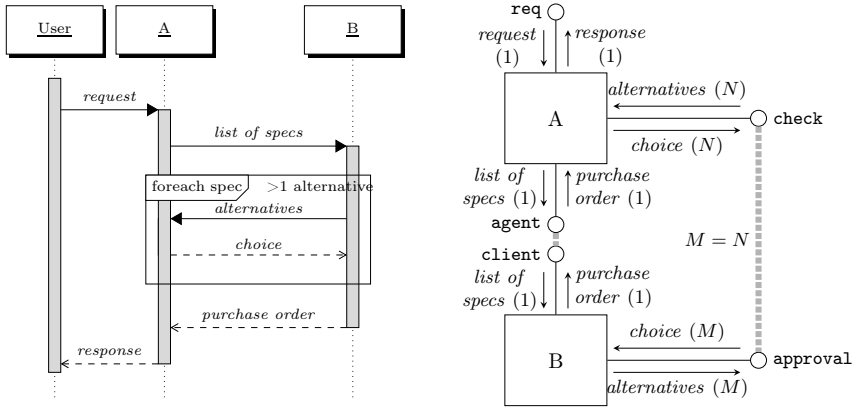 User
A
B
request
list of specs
foreach spec >1 alternative
alternatives
choice
purchase order
response
req
request
(1)
response
(1)
A
alternatives (N)
check
choice (N)
list of
specs (1)
purchase
order (1)
agent
M = N
client
list of
specs (1)
purchase
order (1)
B
choice (M)
approval
alternatives (M)